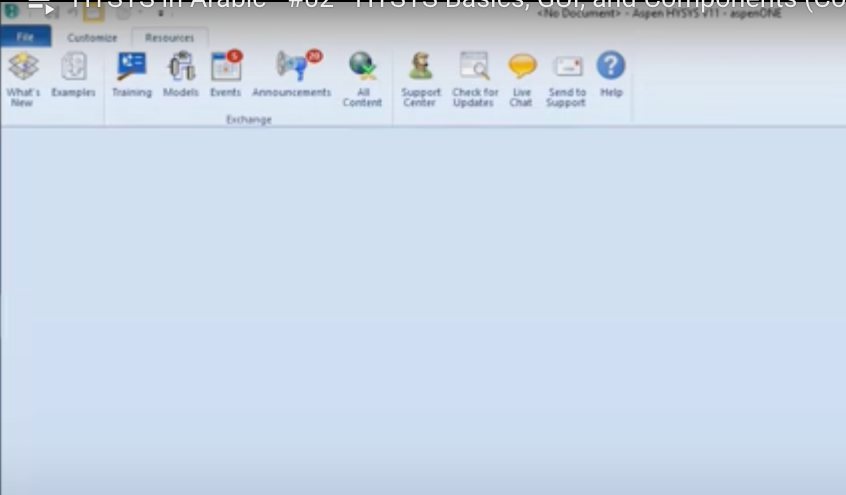 HYSYS in Arabic - #02 - HYSYS Basics, GUI, and Components (Co
<No Document> - Aspen HYSYS V11 - aspenONE
File Customize Resources
What's New Examples Training Models Events 5 Announcements 20 All Content Support Center Check for Updates Live Chat Send to Support Help
Exchange